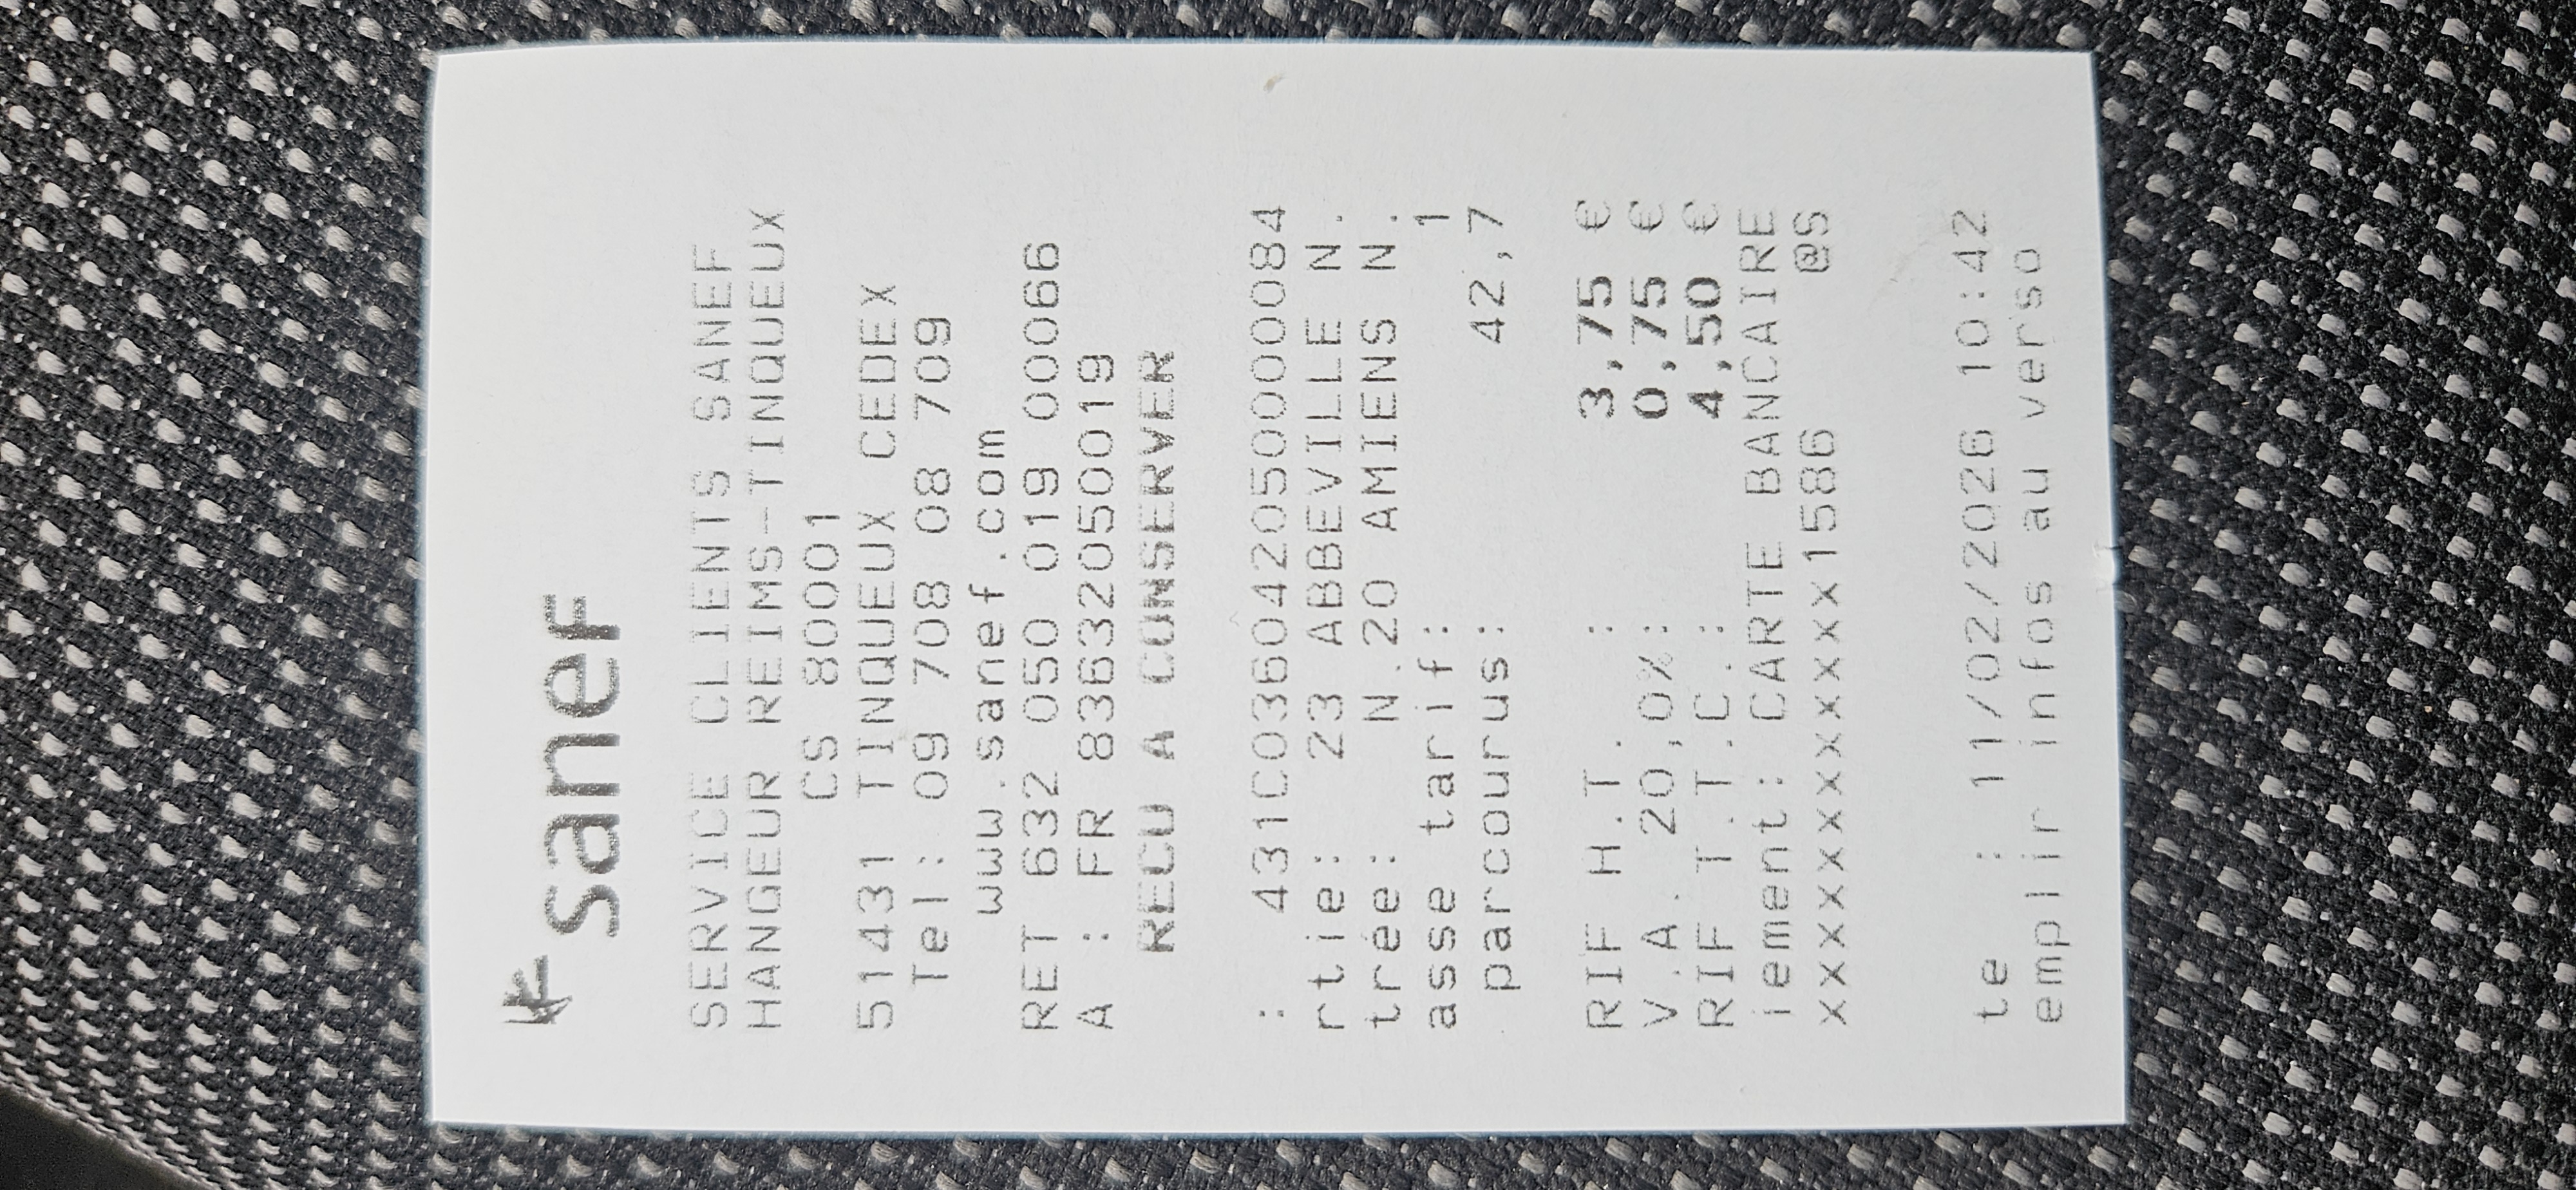 sanef
SERVICE CLIENTS SANEF
HANGEUR REIMS-TINQUEUX
CS 80001
51431 TINQUEUX CEDEX
Tel: 09 708 08 709
www.sanef.com
RET 632 050 019 00066
A : FR 83632050019
RECU A CONSERVER
: 431C03604205000084
rtie: 23 ABBEVILLE N.
trée: N.20 AMIENS N.
asse tarif: 1
parcourus: 42,7
RIF H.T. : 3,75 €
V.A. 20,0%: 0,75 €
RIF T.T.C.: 4,50 €
iement: CARTE BANCAIRE
xxxxxxxxxxxx1586 @S
te : 11/02/2026 10:42
emplir infos au verso